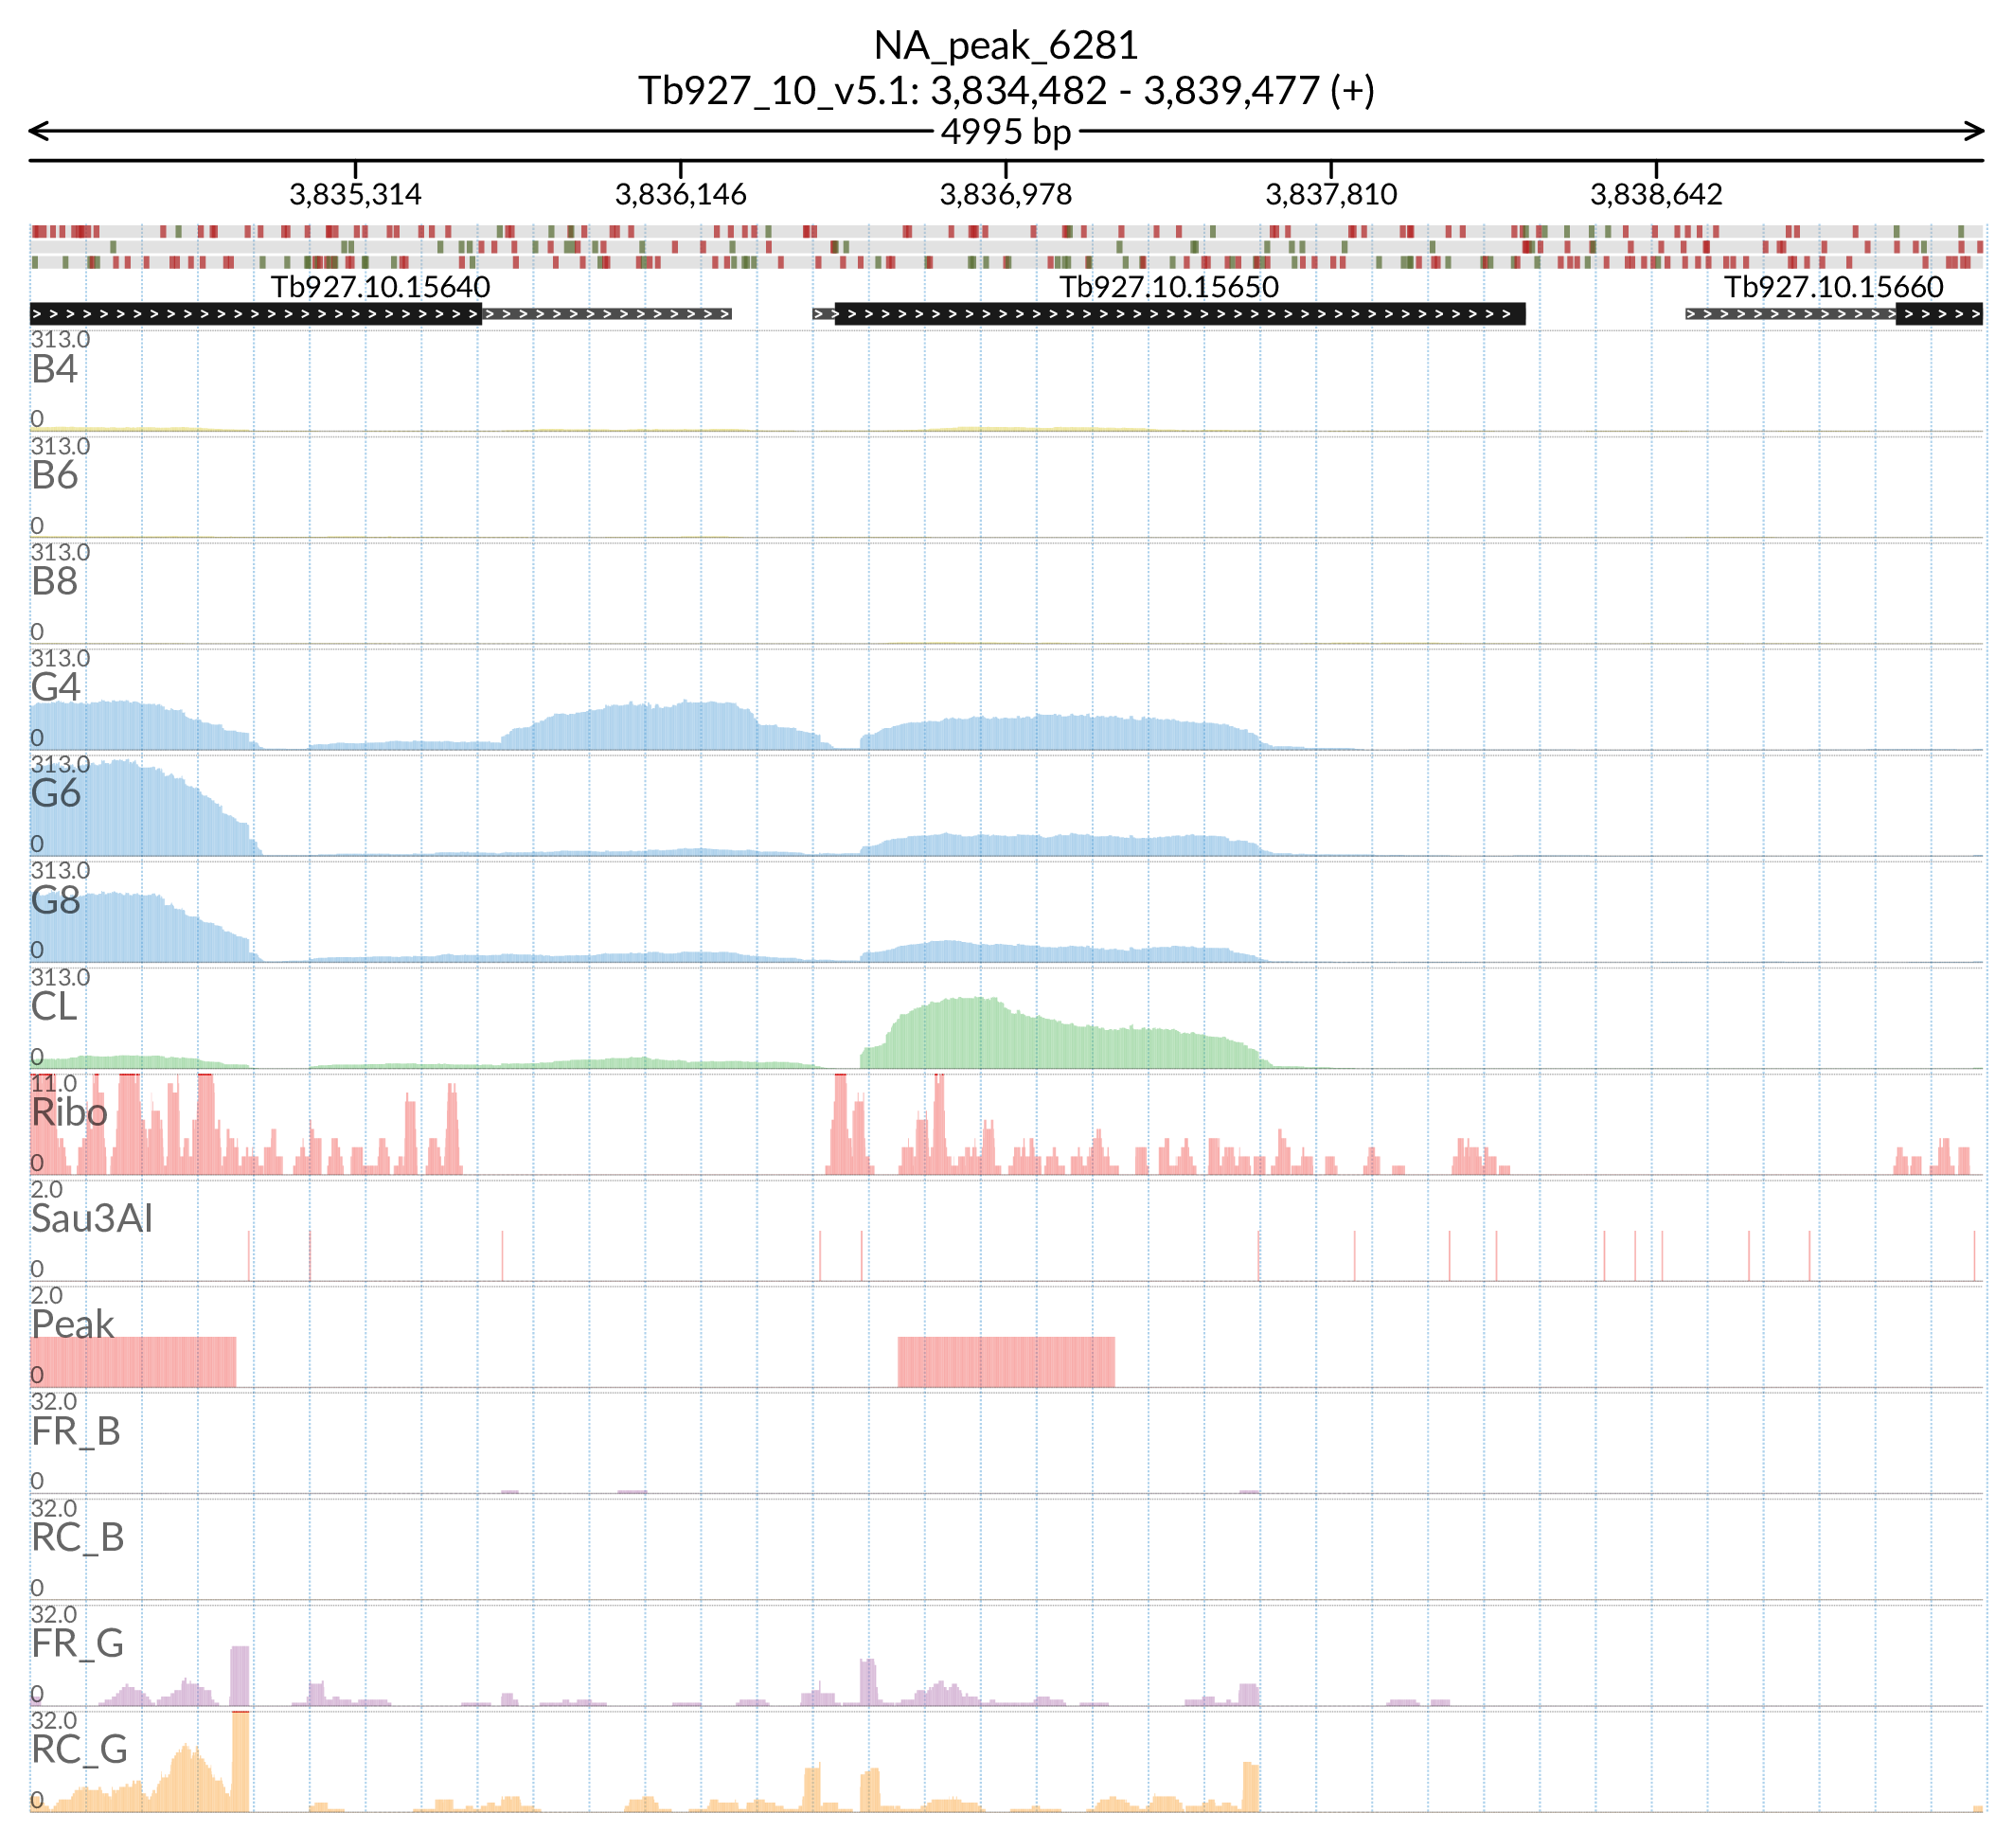 NA_peak_6281
Tb927_10_v5.1: 3,834,482 - 3,839,477 (+)
4995 bp
3,835,314 3,836,146 3,836,978 3,837,810 3,838,642
Tb927.10.15640 Tb927.10.15650 Tb927.10.15660
313.0
B4
0
313.0
B6
0
313.0
B8
0
313.0
G4
0
313.0
G6
0
313.0
G8
0
313.0
CL
0
11.0
Ribo
0
2.0
Sau3AI
0
2.0
Peak
0
32.0
FR_B
0
32.0
RC_B
0
32.0
FR_G
0
32.0
RC_G
0